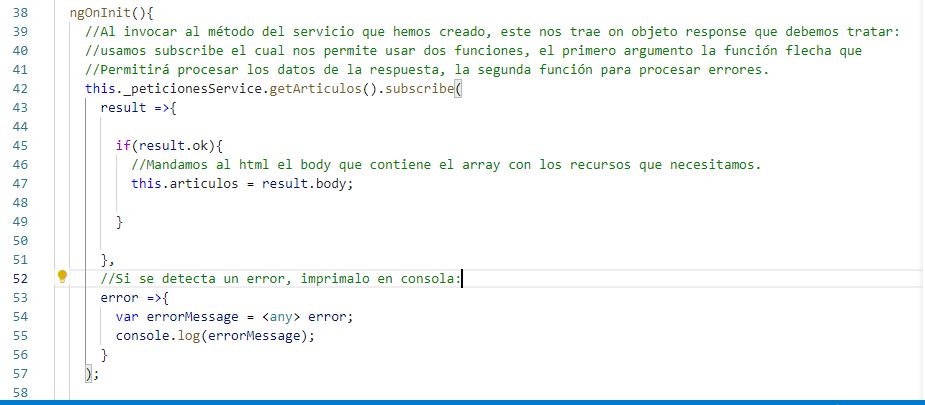 38 ngOnInit(){
39 //Al invocar al método del servicio que hemos creado, este nos trae on objeto response que debemos tratar:
40 //usamos subscribe el cual nos permite usar dos funciones, el primero argumento la función flecha que
41 //Permitirá procesar los datos de la respuesta, la segunda función para procesar errores.
42 this._peticionesService.getArticulos().subscribe(
43 result =>{
44
45 if(result.ok){
46 //Mandamos al html el body que contiene el array con los recursos que necesitamos.
47 this.articulos = result.body;
48
49 }
50
51 },
52 //Si se detecta un error, imprimalo en consola:
53 error =>{
54 var errorMessage = <any> error;
55 console.log(errorMessage);
56 }
57 );
58